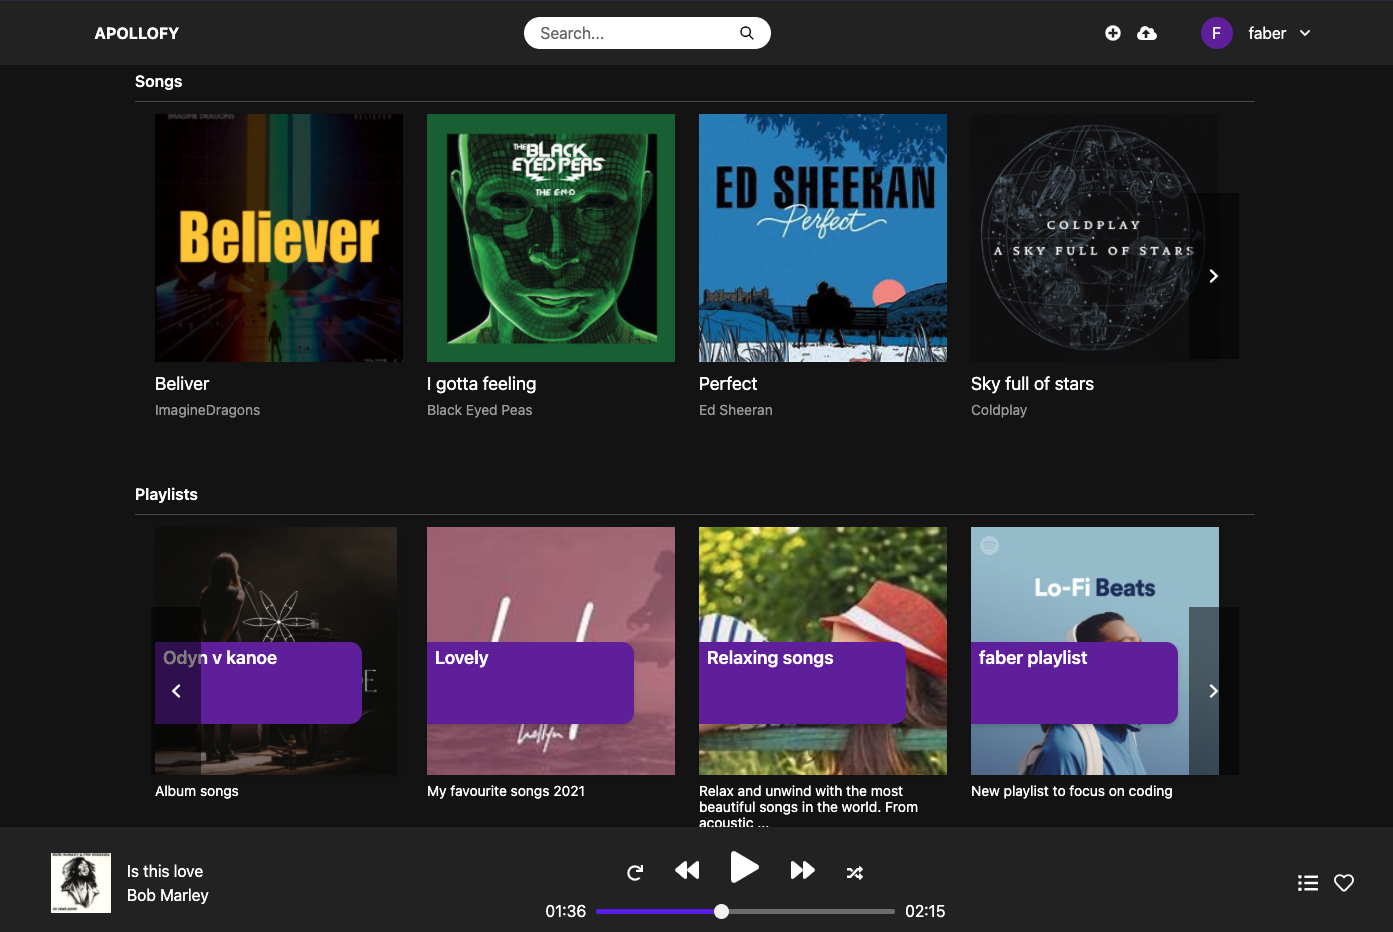 APOLLOFY
Search...
F
faber
Songs
IMAGINE DRAGONS
BELIEVER
Believer
THE BLACK
EYED PEAS
THE E·N·D
ED SHEERAN
Perfect
COLDPLAY
A SKY FULL OF STARS
Beliver
ImagineDragons
I gotta feeling
Black Eyed Peas
Perfect
Ed Sheeran
Sky full of stars
Coldplay
Playlists
Odyn v kanoe
Lovely
Lo-Fi Beats
Relaxing songs
faber playlist
Album songs
My favourite songs 2021
Relax and unwind with the most
beautiful songs in the world. From
acoustic ...
New playlist to focus on coding
Is this love
Bob Marley
01:36
02:15